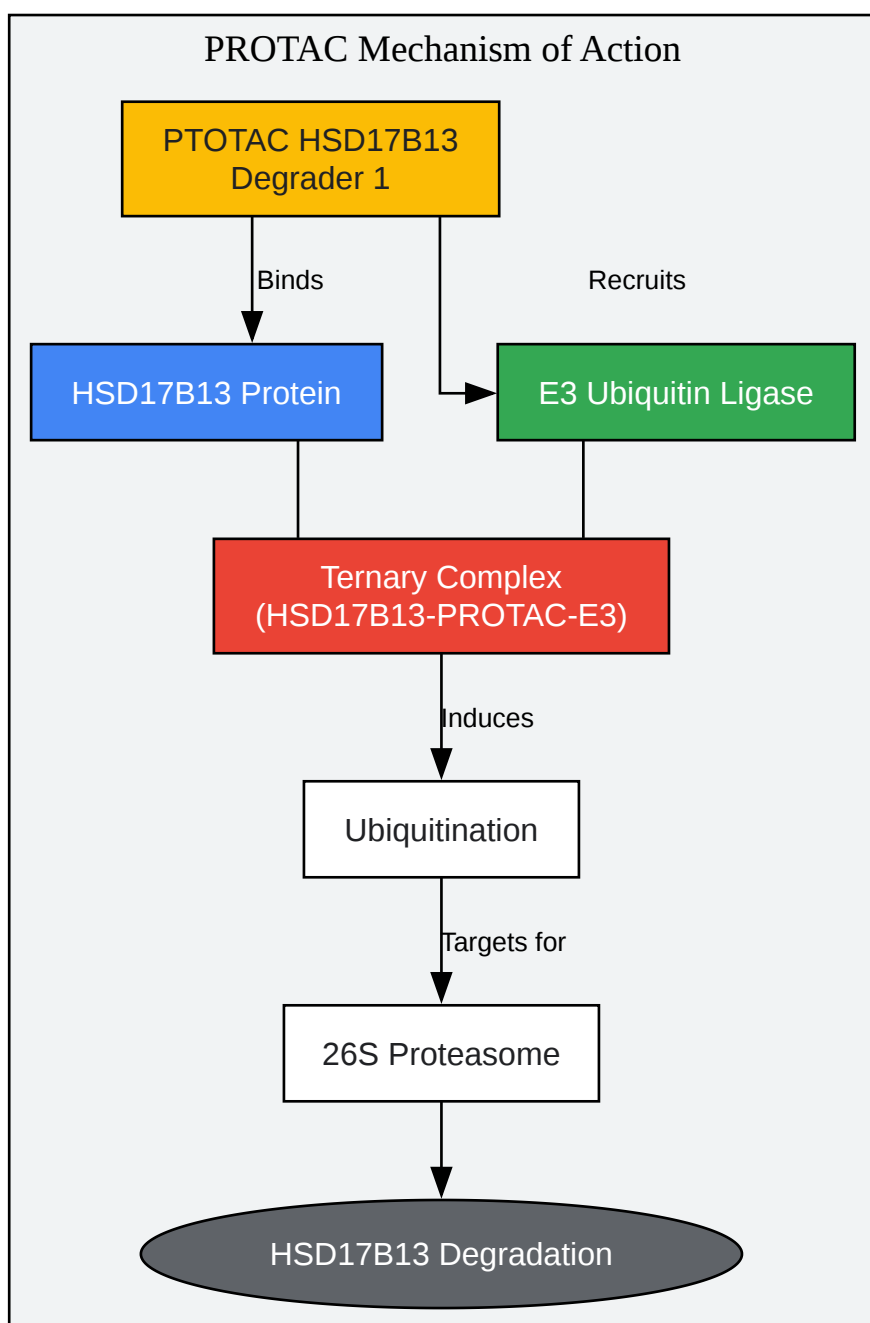 PROTAC Mechanism of Action
PTOTAC HSD17B13
Degrader 1
Binds
Recruits
HSD17B13 Protein
E3 Ubiquitin Ligase
Ternary Complex
(HSD17B13-PROTAC-E3)
Induces
Ubiquitination
Targets for
26S Proteasome
HSD17B13 Degradation